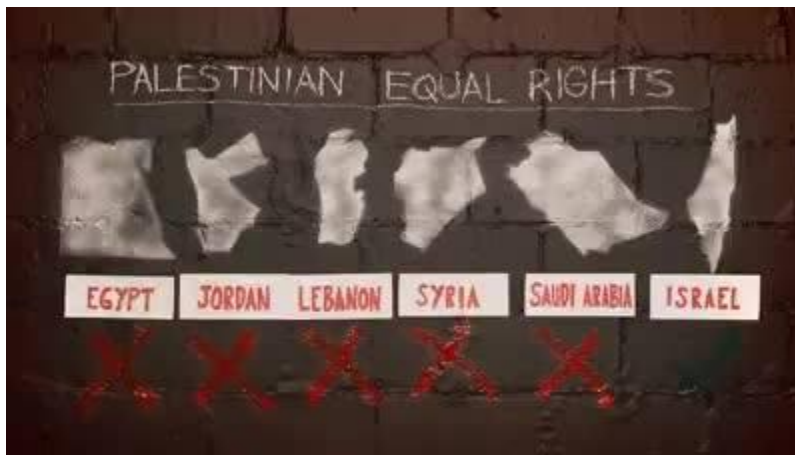 PALESTINIAN EQUAL RIGHTS
EGYPT JORDAN LEBANON SYRIA SAUDI ARABIA ISRAEL